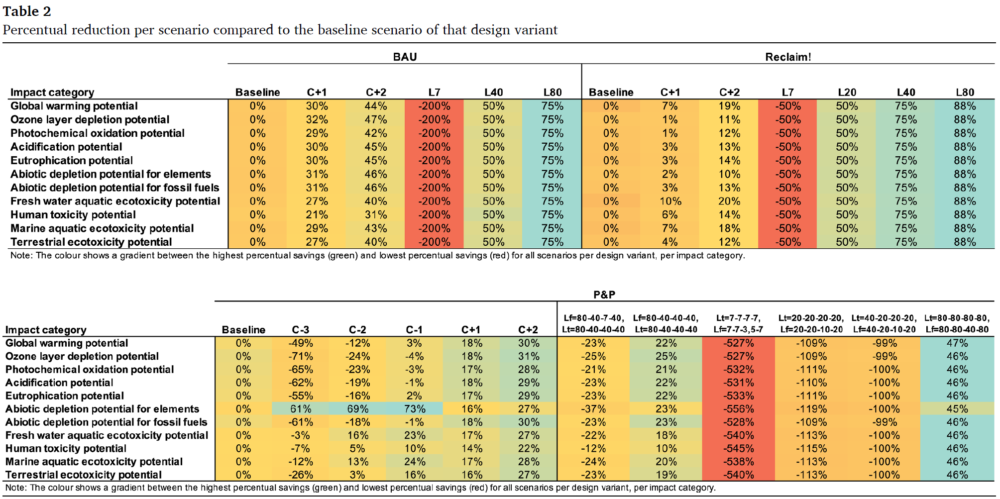 Table 2
Percentual reduction per scenario compared to the baseline scenario of that design variant
BAU Reclaim!
Impact category Baseline C+1 C+2 L7 L40 L80 Baseline C+1 C+2 L7 L20 L40 L80
Global warming potential 0% 30% 44% -200% 50% 75% 0% 7% 19% -50% 50% 75% 88%
Ozone layer depletion potential 0% 32% 47% -200% 50% 75% 0% 1% 11% -50% 50% 75% 88%
Photochemical oxidation potential 0% 29% 42% -200% 50% 75% 0% 1% 12% -50% 50% 75% 88%
Acidification potential 0% 30% 45% -200% 50% 75% 0% 3% 13% -50% 50% 75% 88%
Eutrophication potential 0% 30% 45% -200% 50% 75% 0% 3% 14% -50% 50% 75% 88%
Abiotic depletion potential for elements 0% 31% 46% -200% 50% 75% 0% 2% 10% -50% 50% 75% 88%
Abiotic depletion potential for fossil fuels 0% 31% 46% -200% 50% 75% 0% 3% 13% -50% 50% 75% 88%
Fresh water aquatic ecotoxicity potential 0% 27% 40% -200% 50% 75% 0% 10% 20% -50% 50% 75% 88%
Human toxicity potential 0% 21% 31% -200% 50% 75% 0% 6% 14% -50% 50% 75% 88%
Marine aquatic ecotoxicity potential 0% 29% 43% -200% 50% 75% 0% 7% 18% -50% 50% 75% 88%
Terrestrial ecotoxicity potential 0% 27% 40% -200% 50% 75% 0% 4% 12% -50% 50% 75% 88%
Note: The colour shows a gradient between the highest percentual savings (green) and lowest percentual savings (red) for all scenarios per design variant, per impact category.
P&P
Lf=80-40-7-40, Lf=80-40-40-40, Lt=7-7-7-7, Lt=20-20-20-20, Lt=40-20-20-20, Lt=80-80-80-80,
Impact category Baseline C-3 C-2 C-1 C+1 C+2 Lt=80-40-40-40 Lt=80-40-40-40 Lf=7-7-3,5-7 Lf=20-20-10-20 Lf=40-20-10-20 Lf=80-80-40-80
Global warming potential 0% -49% -12% 3% 18% 30% -23% 22% -527% -109% -99% 47%
Ozone layer depletion potential 0% -71% -24% -4% 18% 31% -25% 25% -527% -109% -99% 46%
Photochemical oxidation potential 0% -65% -23% -3% 17% 28% -21% 21% -532% -111% -100% 46%
Acidification potential 0% -62% -19% -1% 18% 29% -23% 22% -531% -110% -100% 46%
Eutrophication potential 0% -55% -16% 2% 17% 29% -23% 22% -533% -111% -100% 46%
Abiotic depletion potential for elements 0% 61% 69% 73% 16% 27% -37% 23% -556% -119% -100% 45%
Abiotic depletion potential for fossil fuels 0% -61% -18% -1% 18% 30% -23% 23% -528% -109% -99% 46%
Fresh water aquatic ecotoxicity potential 0% -3% 16% 23% 17% 27% -22% 18% -540% -113% -100% 46%
Human toxicity potential 0% -7% 5% 10% 14% 22% -12% 10% -545% -115% -100% 46%
Marine aquatic ecotoxicity potential 0% -12% 13% 24% 17% 28% -24% 20% -538% -113% -100% 46%
Terrestrial ecotoxicity potential 0% -26% 3% 16% 16% 27% -23% 19% -540% -113% -100% 46%
Note: The colour shows a gradient between the highest percentual savings (green) and lowest percentual savings (red) for all scenarios per design variant, per impact category.